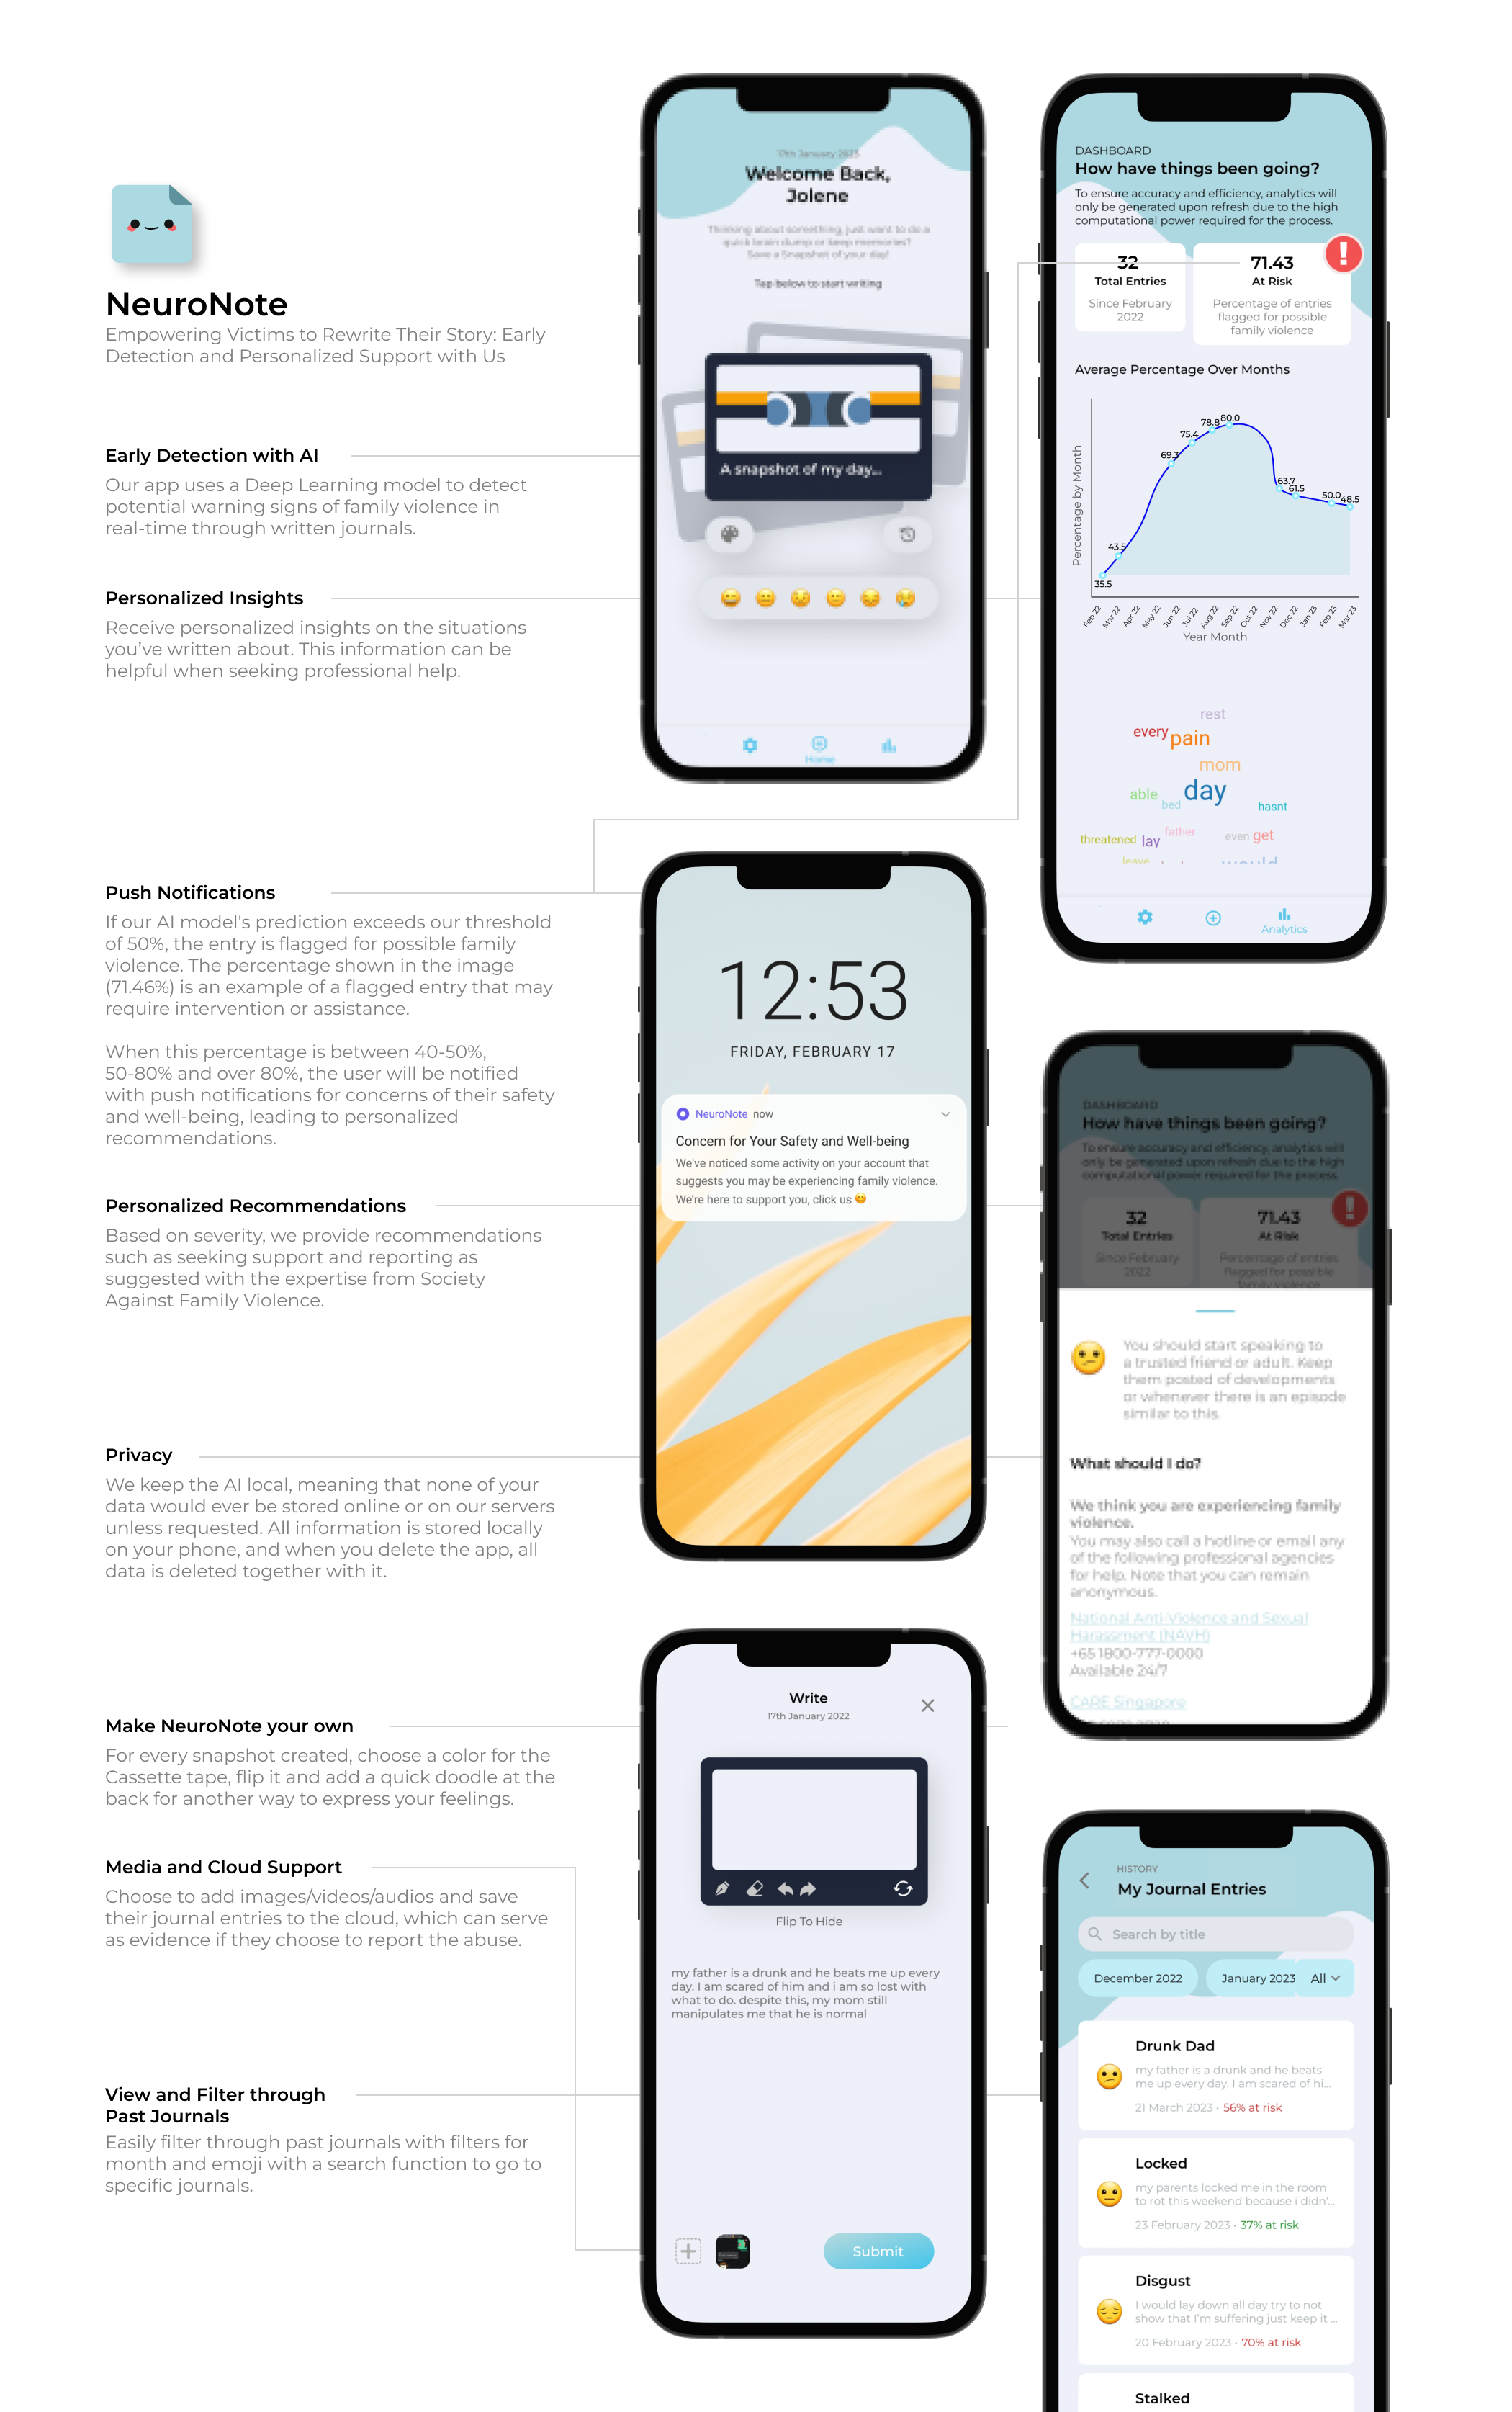 NeuroNote
Empowering Victims to Rewrite Their Story: Early
Detection and Personalized Support with Us
Early Detection with AI
Our app uses a Deep Learning model to detect
potential warning signs of family violence in
real-time through written journals.
Personalized Insights
Receive personalized insights on the situations
you've written about. This information can be
helpful when seeking professional help.
Push Notifications
If our AI model's prediction exceeds our threshold
of 50%, the entry is flagged for possible family
violence. The percentage shown in the image
(71.46%) is an example of a flagged entry that may
require intervention or assistance.
When this percentage is between 40-50%,
50-80% and over 80%, the user will be notified
with push notifications for concerns of their safety
and well-being, leading to personalized
recommendations.
Personalized Recommendations
Based on severity, we provide recommendations
such as seeking support and reporting as
suggested with the expertise from Society
Against Family Violence.
Privacy
We keep the AI local, meaning that none of your
data would ever be stored online or on our servers
unless requested. All information is stored locally
on your phone, and when you delete the app, all
data is deleted together with it.
Make NeuroNote your own
For every snapshot created, choose a color for the
Cassette tape, flip it and add a quick doodle at the
back for another way to express your feelings.
Media and Cloud Support
Choose to add images/videos/audios and save
their journal entries to the cloud, which can serve
as evidence if they choose to report the abuse.
View and Filter through
Past Journals
Easily filter through past journals with filters for
month and emoji with a search function to go to
specific journals.
17th January 2023
Welcome Back,
Jolene
Thinking about something, just want to do a
quick brain dump or keep memories?
Save a Snapshot of your day!
Tap below to start writing
A snapshot of my day...
Home
DASHBOARD
How have things been going?
To ensure accuracy and efficiency, analytics will
only be generated upon refresh due to the high
computational power required for the process.
32
Total Entries
Since February
2022
71.43
At Risk
Percentage of entries
flagged for possible
family violence
!
Average Percentage Over Months
Percentage by Month
35.5
43.5
69.3
75.4
78.8
80.0
63.7
61.5
50.0
48.5
Feb 22
Mar 22
Apr 22
May 22
Jun 22
Jul 22
Aug 22
Sep 22
Oct 22
Nov 22
Dec 22
Jan 23
Feb 23
Mar 23
Year Month
rest
every
pain
mom
day
able
bed
hasnt
threatened
lay
father
even
get
leave
would
Analytics
12:53
FRIDAY, FEBRUARY 17
NeuroNote now
Concern for Your Safety and Well-being
We've noticed some activity on your account that
suggests you may be experiencing family violence.
We're here to support you, click us 😊
DASHBOARD
How have things been going?
To ensure accuracy and efficiency, analytics will
only be generated upon refresh due to the high
computational power required for the process.
32
Total Entries
Since February
2022
71.43
At Risk
Percentage of entries
flagged for possible
family violence
!
You should start speaking to
a trusted friend or adult. Keep
them posted of developments
or whenever there is an episode
similar to this.
What should I do?
We think you are experiencing family
violence.
You may also call a hotline or email any
of the following professional agencies
for help. Note that you can remain
anonymous.
National Anti-Violence and Sexual
Harassment (NAVH)
+65 1800-777-0000
Available 24/7
CARE Singapore
Write
17th January 2022
Flip To Hide
my father is a drunk and he beats me up every
day. I am scared of him and i am so lost with
what to do. despite this, my mom still
manipulates me that he is normal
Submit
HISTORY
My Journal Entries
Search by title
December 2022
January 2023
All
Drunk Dad
my father is a drunk and he beats
me up every day. I am scared of hi...
21 March 2023 • 56% at risk
Locked
my parents locked me in the room
to rot this weekend because i didn'...
23 February 2023 • 37% at risk
Disgust
I would lay down all day try to not
show that I'm suffering just keep it ...
20 February 2023 • 70% at risk
Stalked